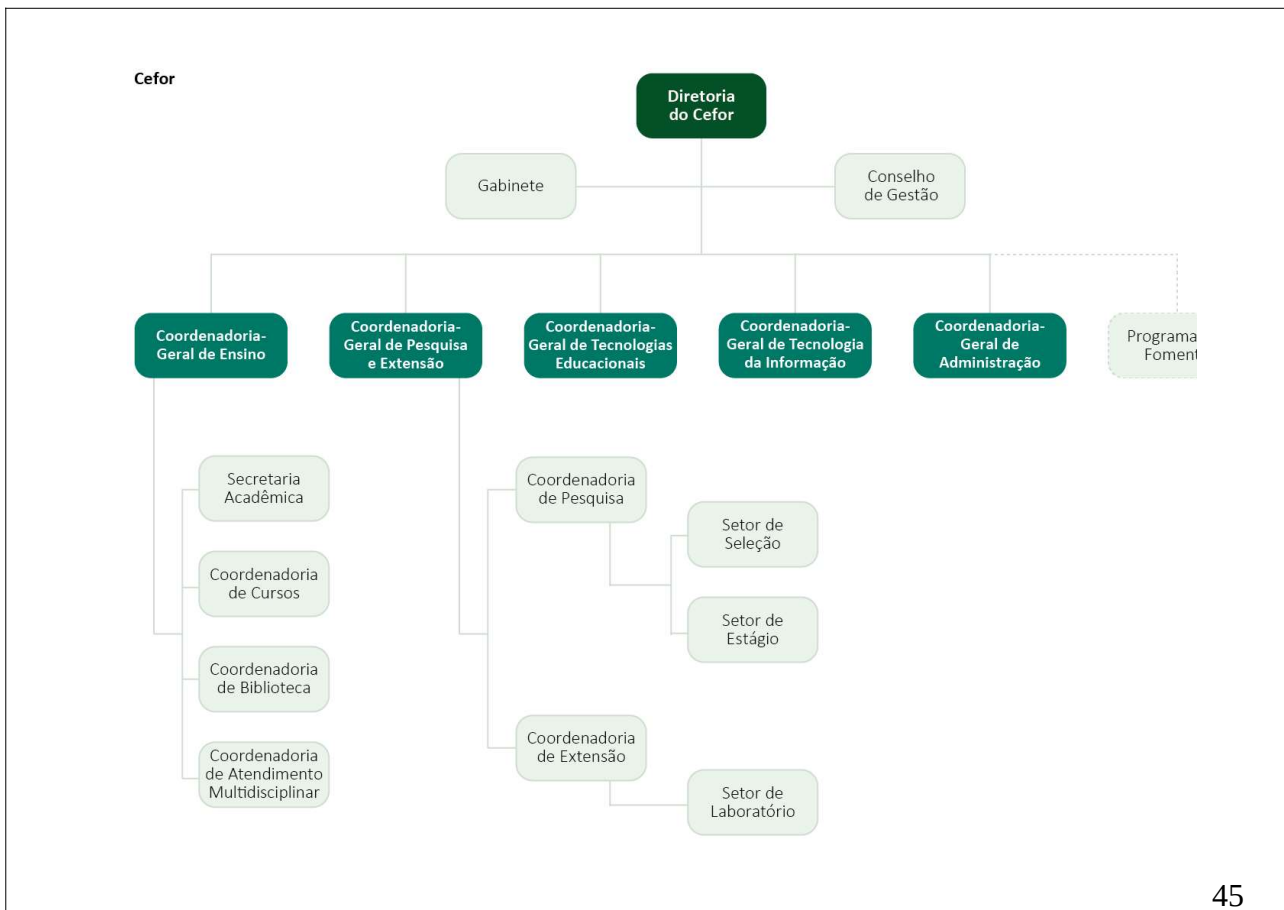 Cefor
Diretoria
do Cefor
Gabinete
Conselho
de Gestão
Coordenadoria-
Geral de Ensino
Coordenadoria-
Geral de Pesquisa
e Extensão
Coordenadoria-
Geral de Tecnologias
Educacionais
Coordenadoria-
Geral de Tecnologia
da Informação
Coordenadoria-
Geral de
Administração
Programa
Foment
Secretaria
Acadêmica
Coordenadoria
de Cursos
Coordenadoria
de Biblioteca
Coordenadoria
de Atendimento
Multidisciplinar
Coordenadoria
de Pesquisa
Setor de
Seleção
Setor de
Estágio
Coordenadoria
de Extensão
Setor de
Laboratório
45